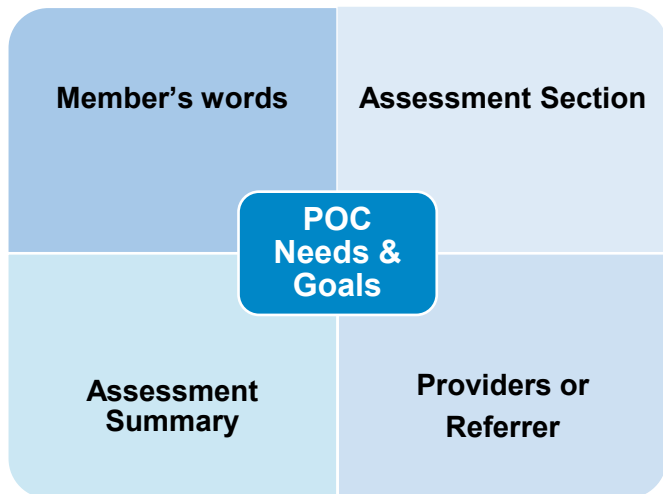 Member’s words
Assessment Section
POC
Needs &
Goals
Assessment
Summary
Providers or
Referrer